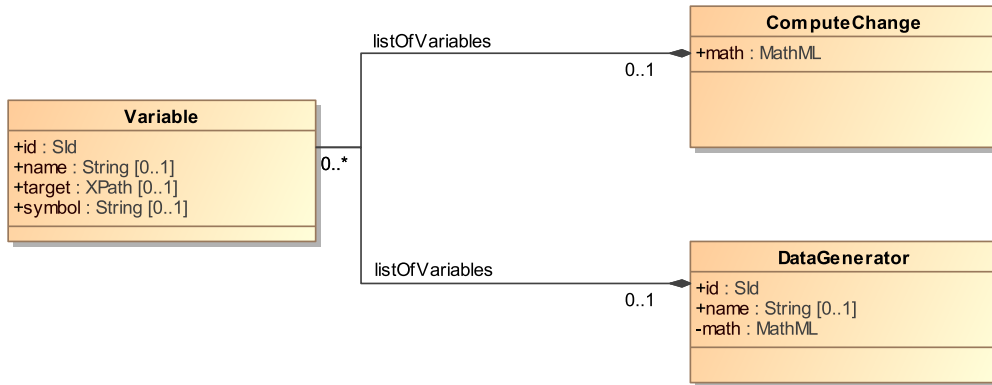 ComputeChange
+math : MathML
listOfVariables
0..1
Variable
+id : SId
+name : String [0..1]
+target : XPath [0..1]
+symbol : String [0..1]
0..*
listOfVariables
0..1
DataGenerator
+id : SId
+name : String [0..1]
-math : MathML